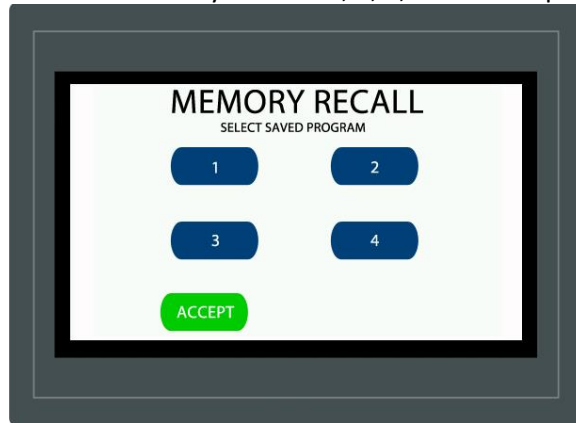 MEMORY RECALL
SELECT SAVED PROGRAM
1 2
3 4
ACCEPT